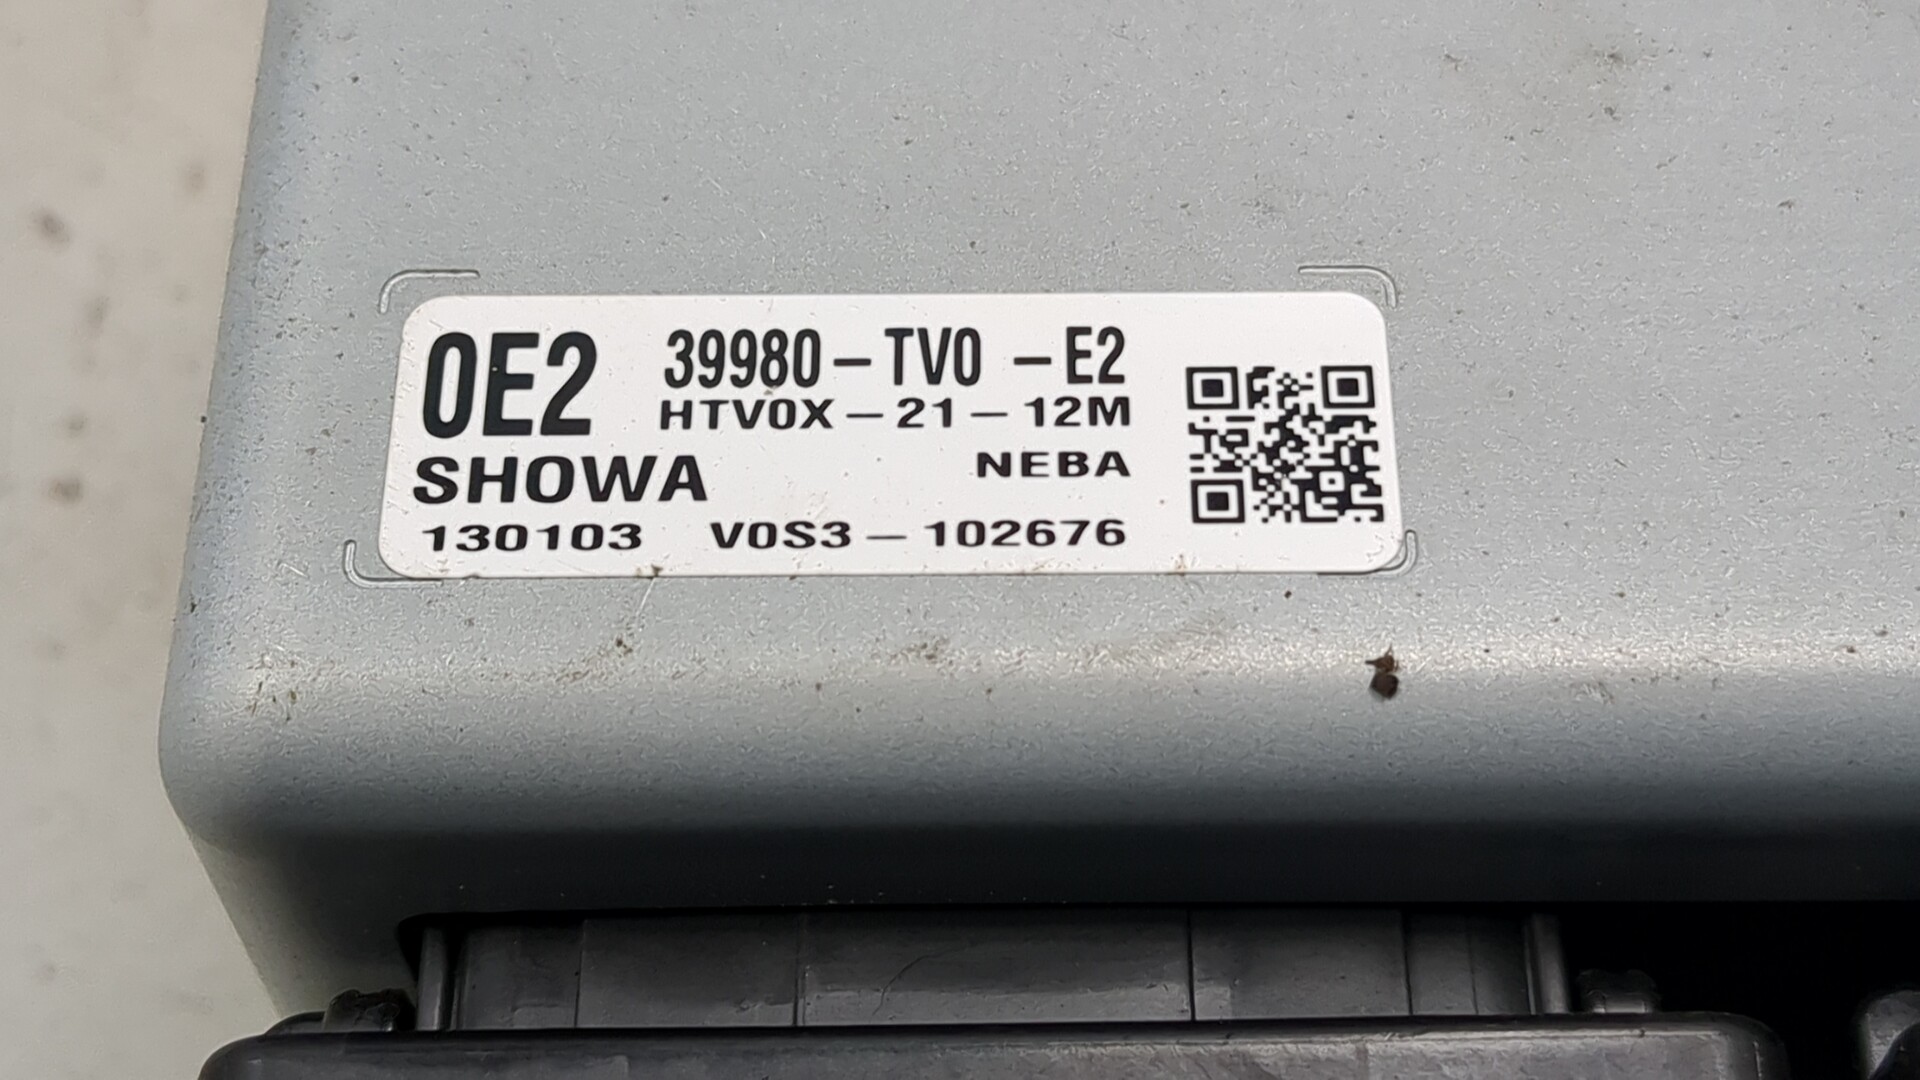 0E2 39980-TV0 -E2
HTV0X-21-12M
SHOWA NEBA
130103 V0S3-102676